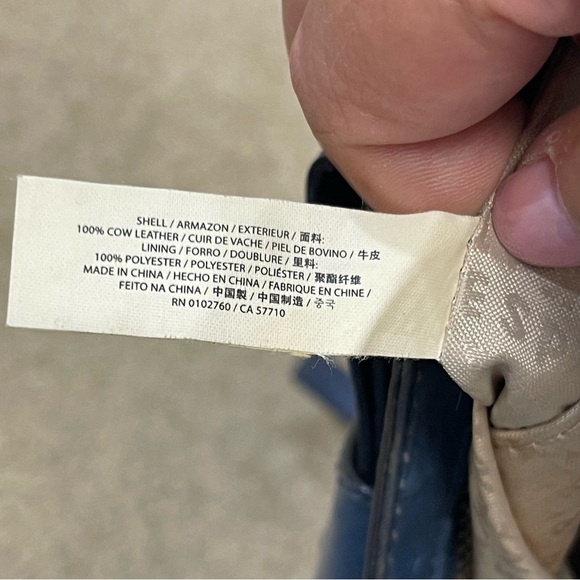 SHELL / ARMAZON / EXTERIEUR / 面料:
100% COW LEATHER / CUIR DE VACHE / PIEL DE BOVINO / 牛皮
LINING / FORRO / DOUBLURE / 里料:
100% POLYESTER / POLYESTER / POLIÉSTER / 聚酯纤维
MADE IN CHINA / HECHO EN CHINA / FABRIQUE EN CHINE /
FEITO NA CHINA / 中国製 / 中国制造 / 중국
RN 0102760 / CA 57710